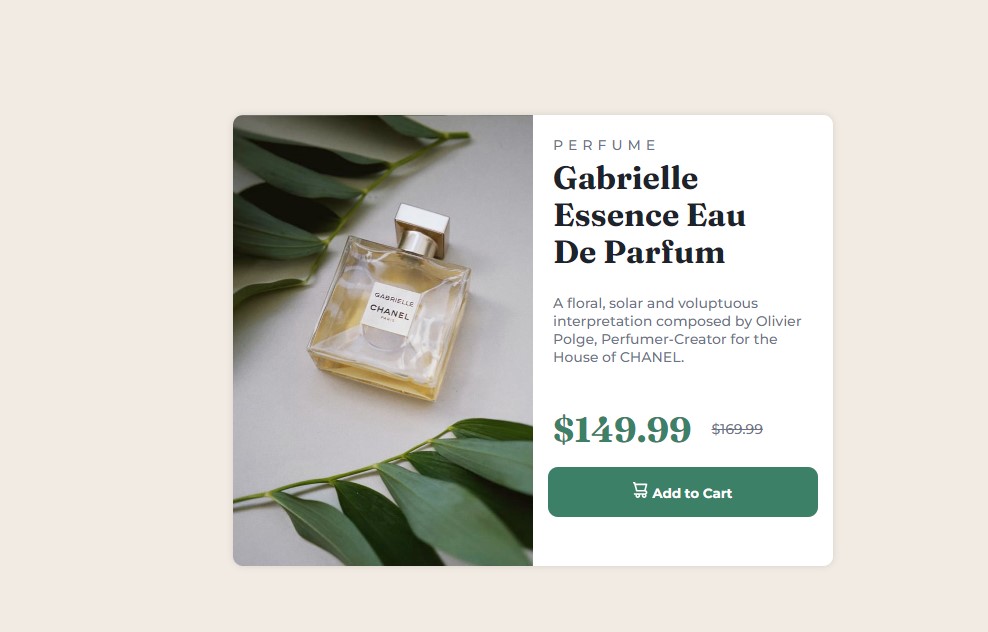 GABRIELLE
CHANEL
PARIS
PERFUME
Gabrielle
Essence Eau
De Parfum
A floral, solar and voluptuous
interpretation composed by Olivier
Polge, Perfumer-Creator for the
House of CHANEL.
$149.99 $169.99
Add to Cart